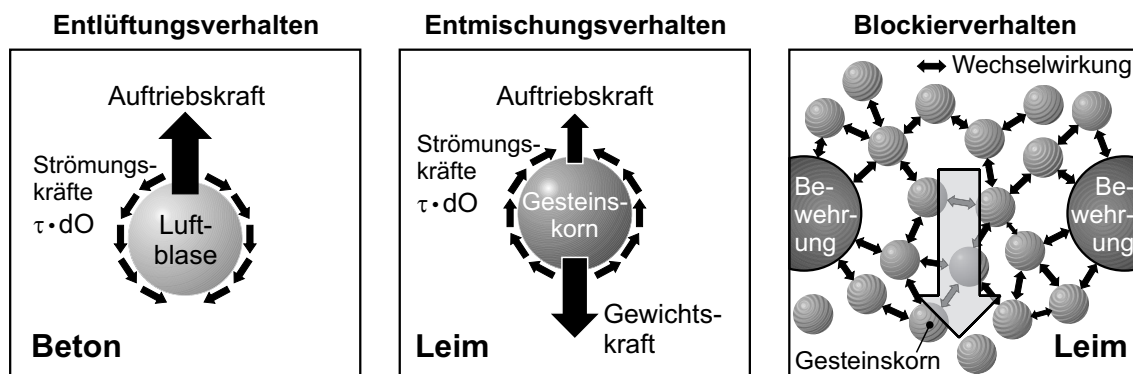 Entlüftungsverhalten
Auftriebskraft
Strömungs-
kräfte
τ·dO
Luft-
blase
Beton
Entmischungsverhalten
Auftriebskraft
Strömungs-
kräfte
τ·dO
Gesteins-
korn
Gewichts-
kraft
Leim
Blockierverhalten
Wechselwirkung
Be-
wehr-
ung
Be-
wehr-
ung
Gesteinskorn
Leim